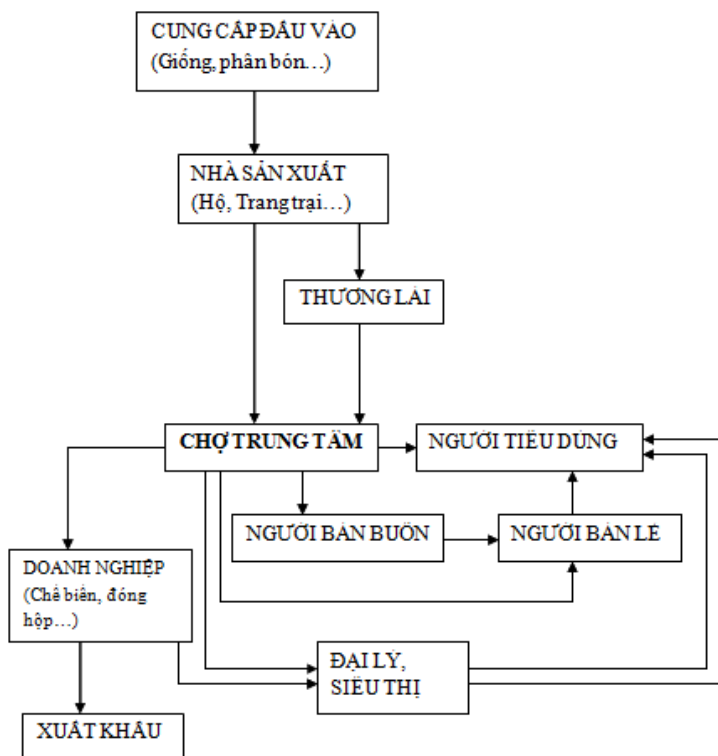 CUNG CẤP ĐẦU VÀO
(Giống, phân bón...)
NHÀ SẢN XUẤT
(Hộ, Trang trại...)
THƯƠNG LÁI
CHỢ TRUNG TÂM
NGƯỜI TIÊU DÙNG
NGƯỜI BÁN BUÔN
NGƯỜI BÁN LẺ
DOANH NGHIỆP
(Chế biến, đóng
hộp...)
ĐẠI LÝ,
SIÊU THỊ
XUẤT KHẨU